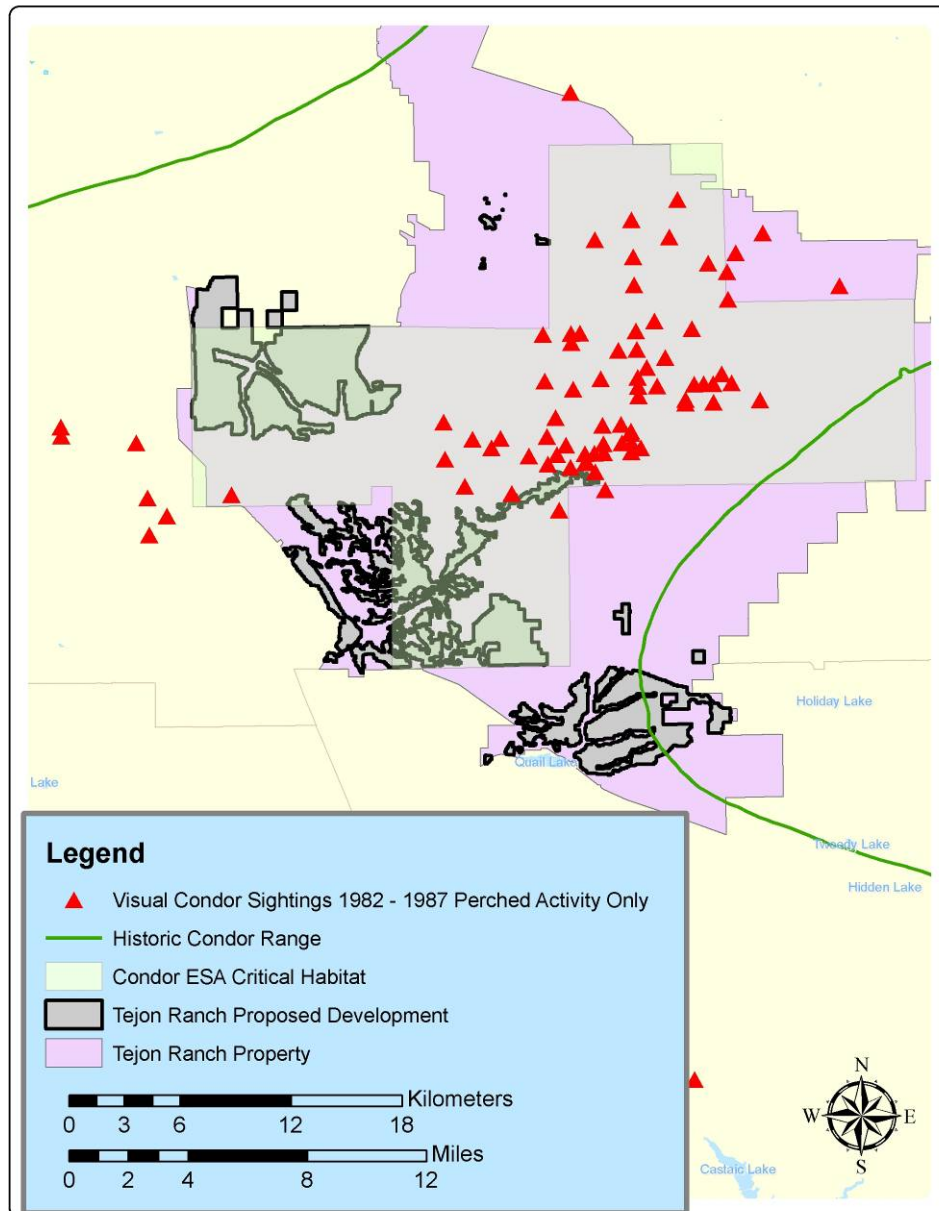 Holiday Lake
Quail Lake
Lake
Tweedy Lake
Hidden Lake
Legend
Visual Condor Sightings 1982 - 1987 Perched Activity Only
Historic Condor Range
Condor ESA Critical Habitat
Tejon Ranch Proposed Development
Tejon Ranch Property
Kilometers
0 3 6 12 18
Miles
0 2 4 8 12
N
W E
S
Castaic Lake